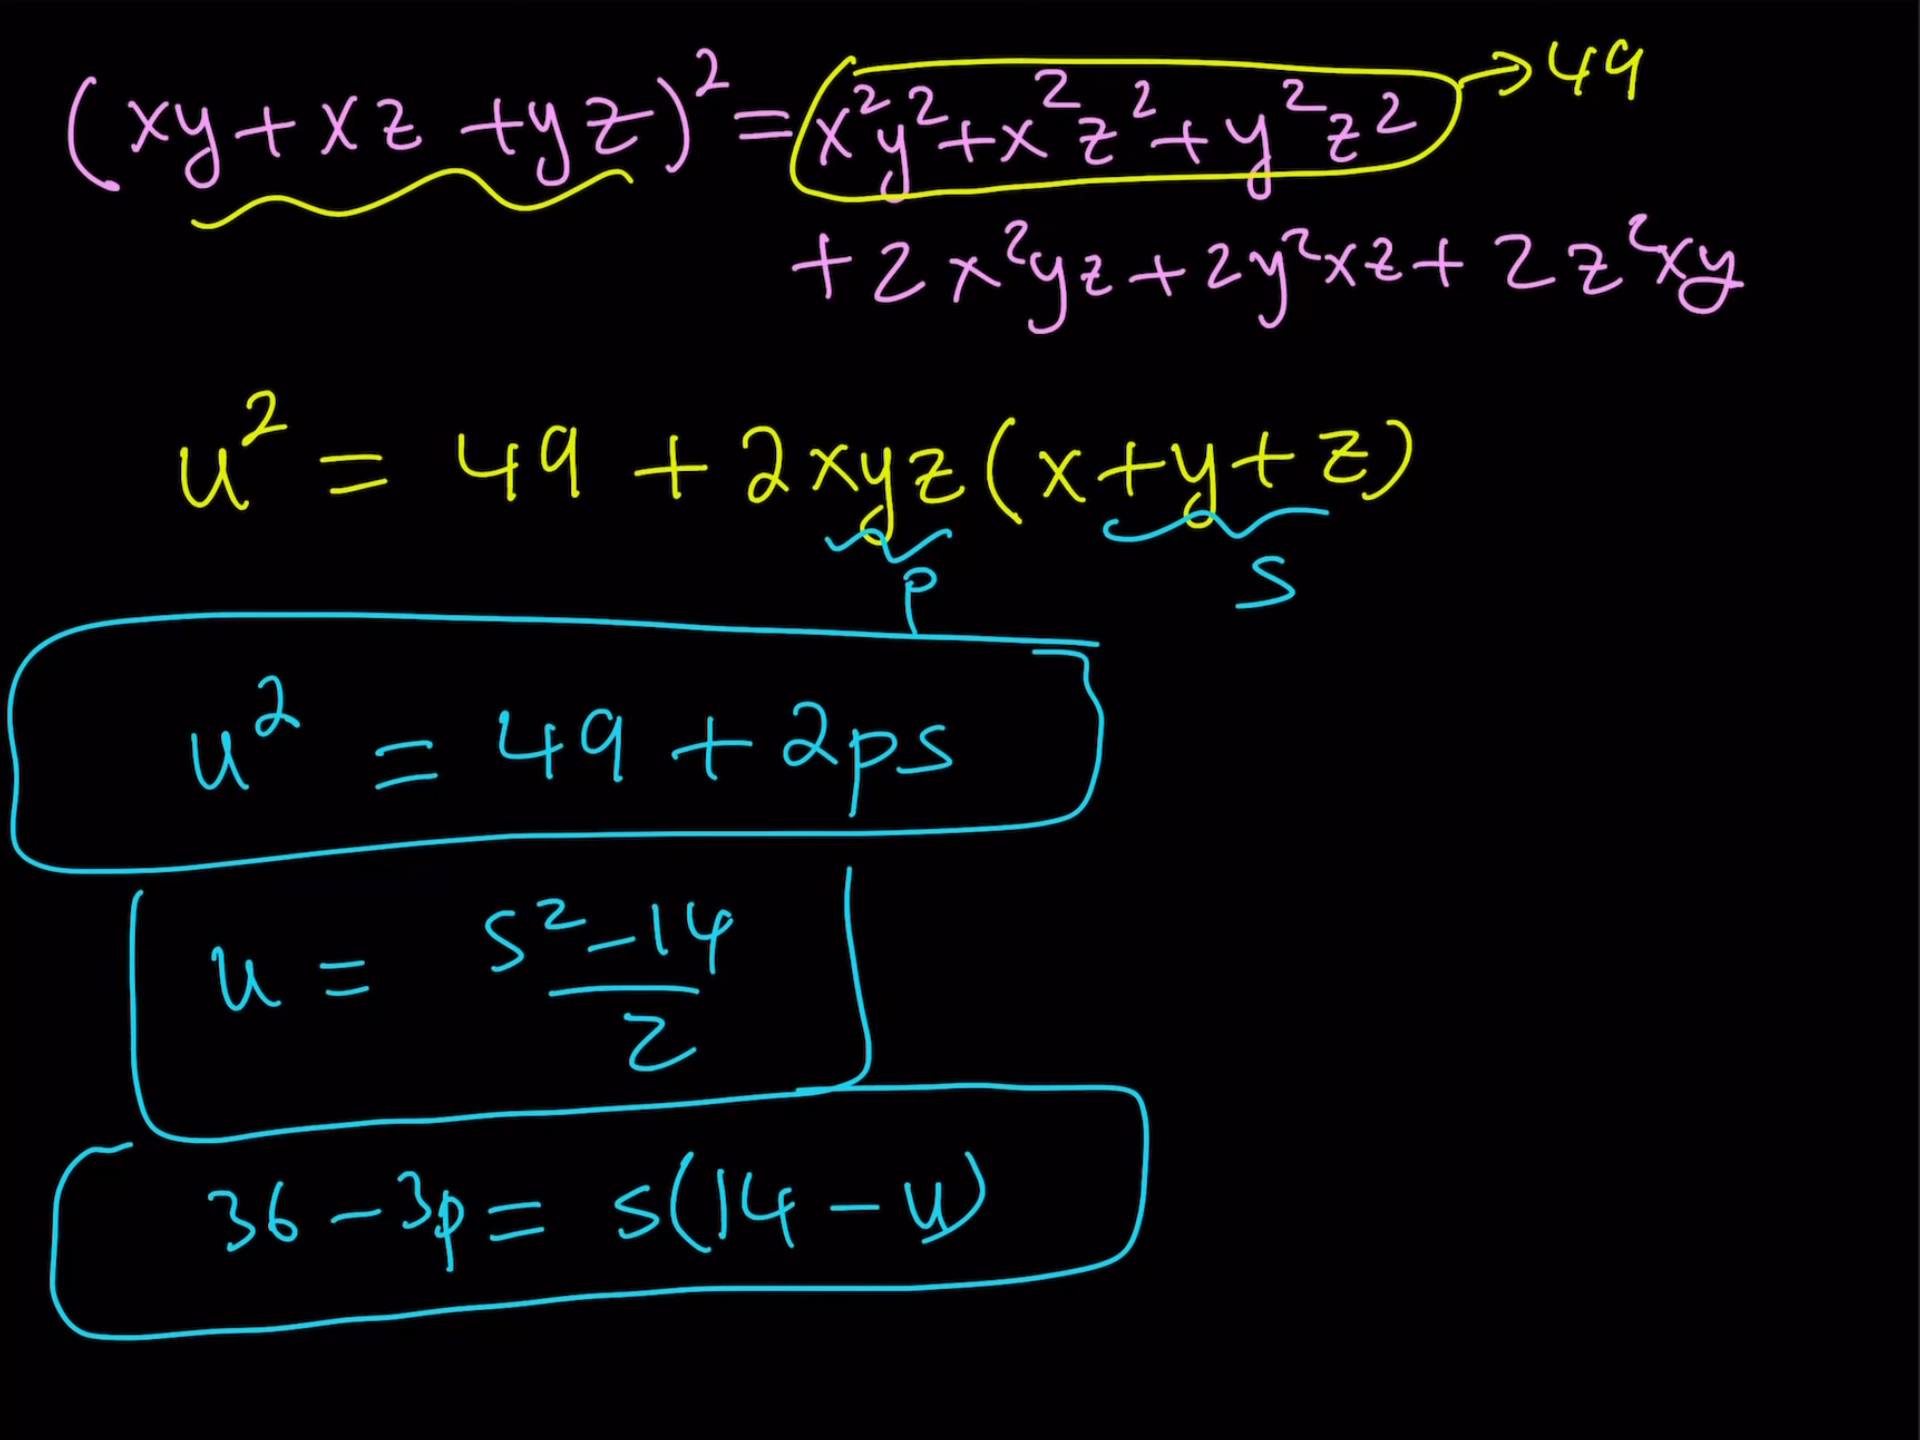 (xy+xz+yz)² = x²y²+x²z²+y²z² → 49
+2x²yz+2y²xz+2z²xy
u² = 49 + 2xyz(x+y+z)
p s
u² = 49 + 2ps
u = (s²-14)/2
36-3p = s(14-u)